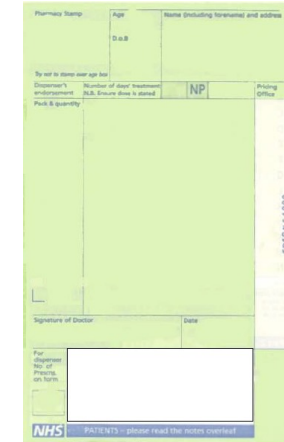 Pharmacy Stamp
Age
Name (including forename) and address
D.o.B
Try not to stamp over age box
Dispenser's endorsement
Number of days' treatment
N.B. Ensure dose is stated
NP
Pricing Office
Pack & quantity
Signature of Doctor
Date
For dispenser
No. of
Prescns.
on form
NHS
PATIENTS – please read the notes overleaf